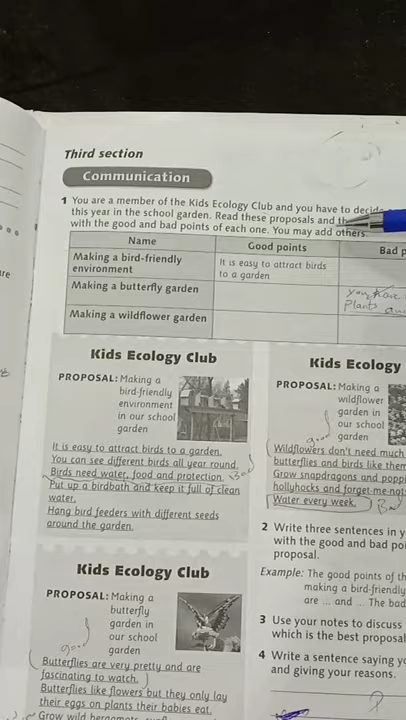 Third section
Communication
1 You are a member of the Kids Ecology Club and you have to decide
this year in the school garden. Read these proposals and
with the good and bad points of each one. You may add others.
Name
Good points
Bad
Making a bird-friendly
environment
It is easy to attract birds
to a garden
Making a butterfly garden
you have
Plants
Making a wildflower garden
Kids Ecology Club
PROPOSAL: Making a
bird-friendly
environment
in our school
garden
It is easy to attract birds to a garden.
You can see different birds all year round.
Birds need water, food and protection.
Bad
Put up a birdbath and keep it full of clean
water.
Hang bird feeders with different seeds
around the garden.
Kids Ecology
PROPOSAL: Making a
wildflower
garden in
our school
garden
good
Wildflowers don't need much
butterflies and birds like them
Grow snapdragons and
hollyhocks and forget-me-not
Water every week.
Bad
Kids Ecology Club
PROPOSAL: Making a
butterfly
garden in
our school
garden
good
Butterflies are very pretty and are
fascinating to watch.
Butterflies like flowers but they only lay
their eggs on plants their babies eat.
Grow wild
2 Write three sentences in
with the good and bad
proposal.
Example: The good points of
making a bird-friendly
are ... and ... The bad
3 Use your notes to discuss
which is the best proposal
4 Write a sentence saying
and giving your reasons.